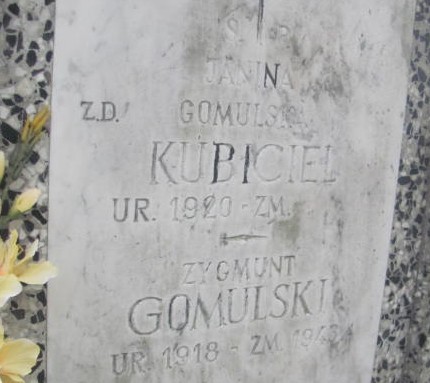 Ś. P.
JANINA
Z.D. GOMULSKA
KUBICIEL
UR. 1920 - ZM.
ZYGMUNT
GOMULSKI
UR. 1918 - ZM.